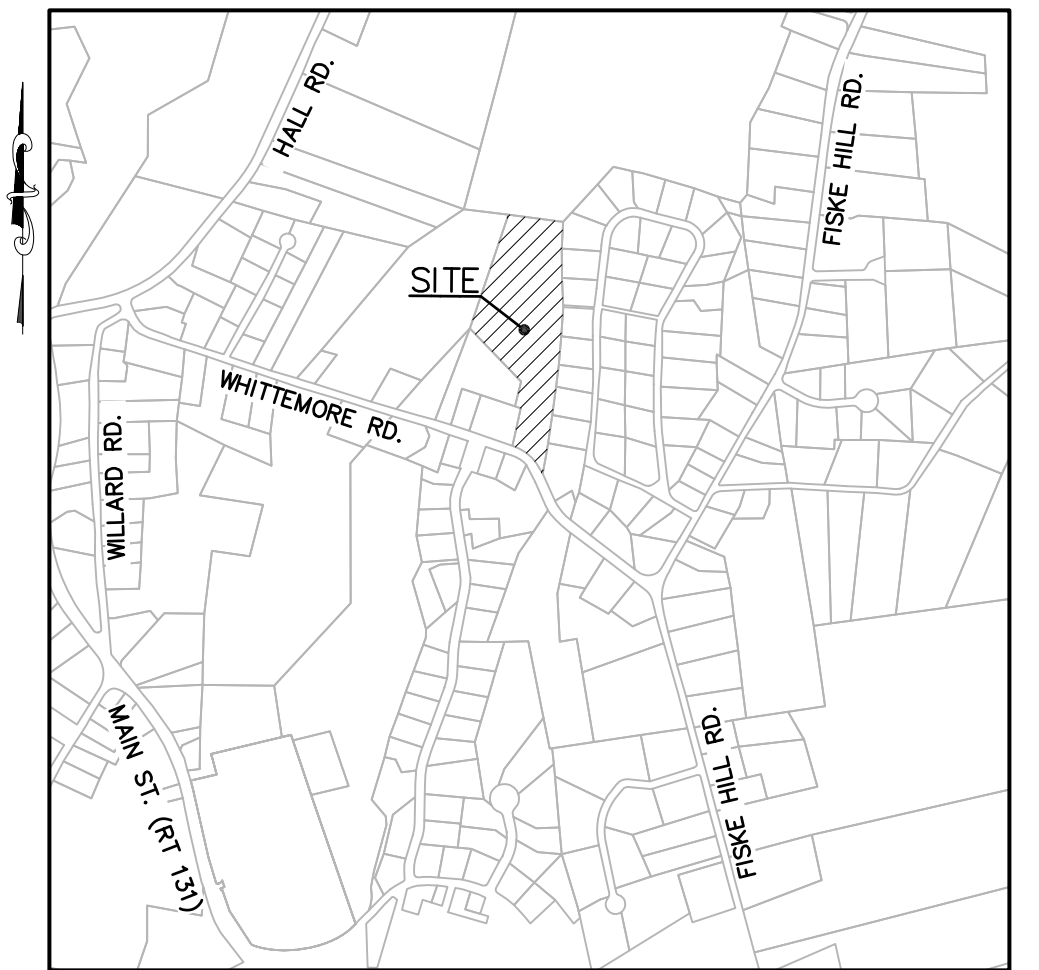 HALL RD.
FISKE HILL RD.
SITE
WHITTEMORE RD.
WILLARD RD.
MAIN ST. (RT 131)
FISKE HILL RD.